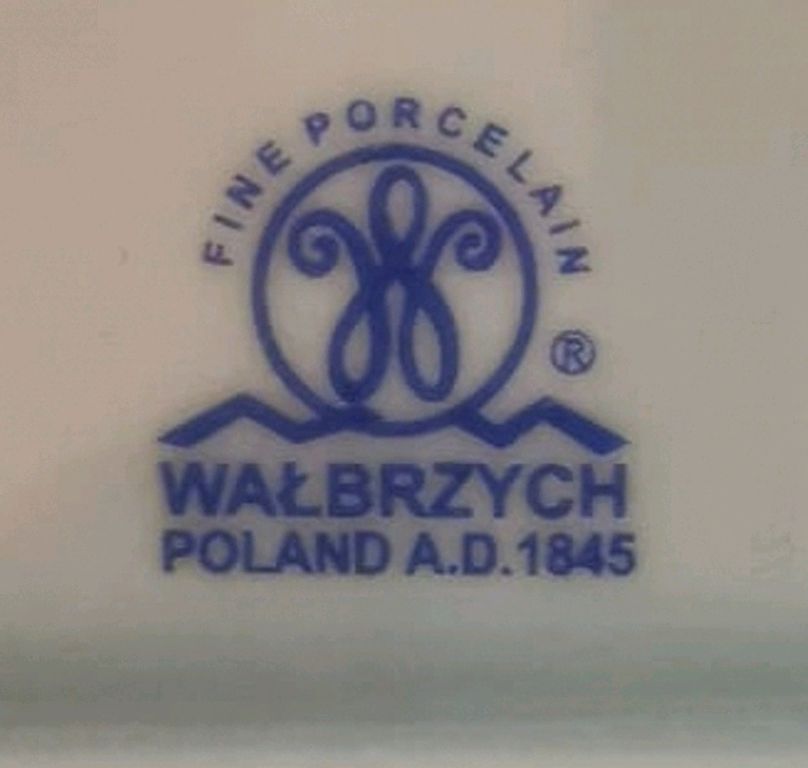 FINE PORCELAIN
®
WAŁBRZYCH
POLAND A.D.1845